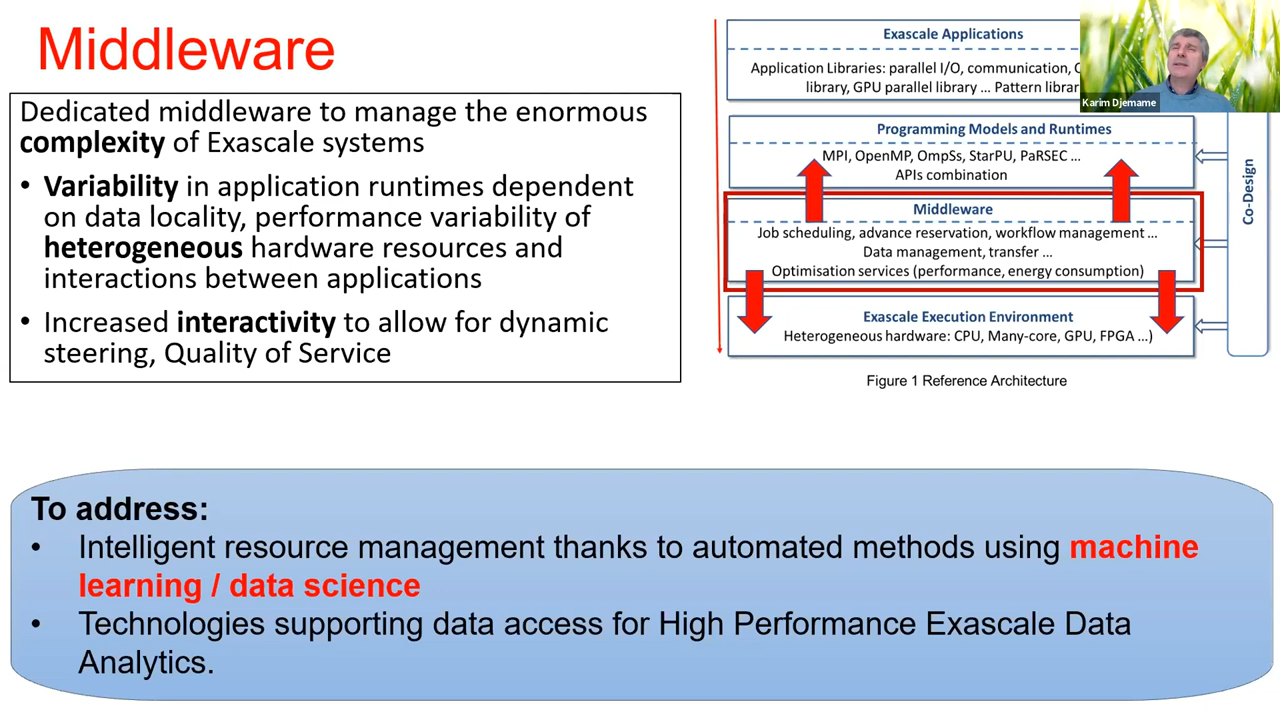 Middleware
Dedicated middleware to manage the enormous
complexity of Exascale systems
• Variability in application runtimes dependent
on data locality, performance variability of
heterogeneous hardware resources and
interactions between applications
• Increased interactivity to allow for dynamic
steering, Quality of Service
Exascale Applications
Application Libraries: parallel I/O, communication,
library, GPU parallel library ... Pattern librar
Karim Djemame
Programming Models and Runtimes
MPI, OpenMP, OmpSs, StarPU, PaRSEC ...
APIs combination
Middleware
Job scheduling, advance reservation, workflow management ...
Data management, transfer ...
Optimisation services (performance, energy consumption)
Exascale Execution Environment
Heterogeneous hardware: CPU, Many-core, GPU, FPGA ...)
Co-Design
Figure 1 Reference Architecture
To address:
• Intelligent resource management thanks to automated methods using machine
learning / data science
• Technologies supporting data access for High Performance Exascale Data
Analytics.